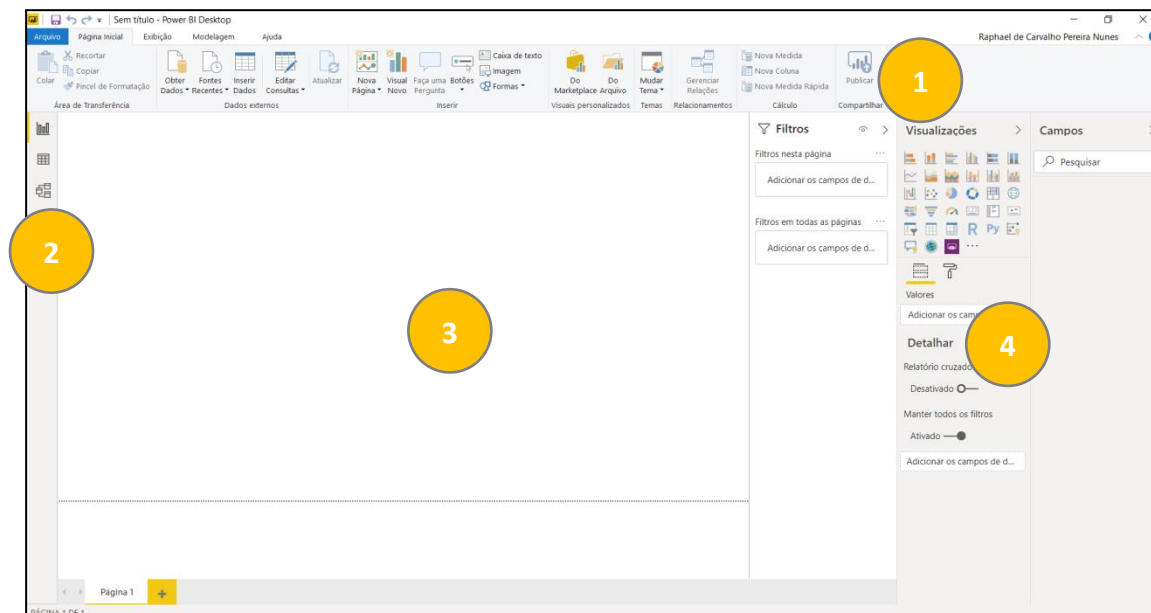 Sem título - Power BI Desktop
Arquivo Página Inicial Exibição Modelagem Ajuda
Raphael de Carvalho Pereira Nunes
Colar
Recortar
Copiar
Pincel de Formatação
Área de Transferência
Obter Dados
Fontes Recentes
Inserir Dados
Editar Consultas
Atualizar
Dados externos
Nova Página
Visual Novo
Faça uma Pergunta
Botões
Caixa de texto
Imagem
Formas
Inserir
Do Marketplace
Do Arquivo
Visuais personalizados
Mudar Tema
Temas
Gerenciar Relações
Relacionamentos
Nova Medida
Nova Coluna
Nova Medida Rápida
Cálculo
Publicar
Compartilhar
1
2
3
4
Filtros
Filtros nesta página ...
Adicionar os campos de d...
Filtros em todas as páginas ...
Adicionar os campos de d...
Visualizações
R Py
...
Valores
Adicionar os
Detalhar
Relatório cruzado
Desativado
Manter todos os filtros
Ativado
Adicionar os campos de d...
Campos
Pesquisar
Página 1
PÁGINA 1 DE 1